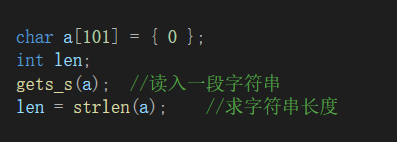 char a[101] = { 0 };
int len;
gets_s(a);  //读入一段字符串
len = strlen(a);    //求字符串长度